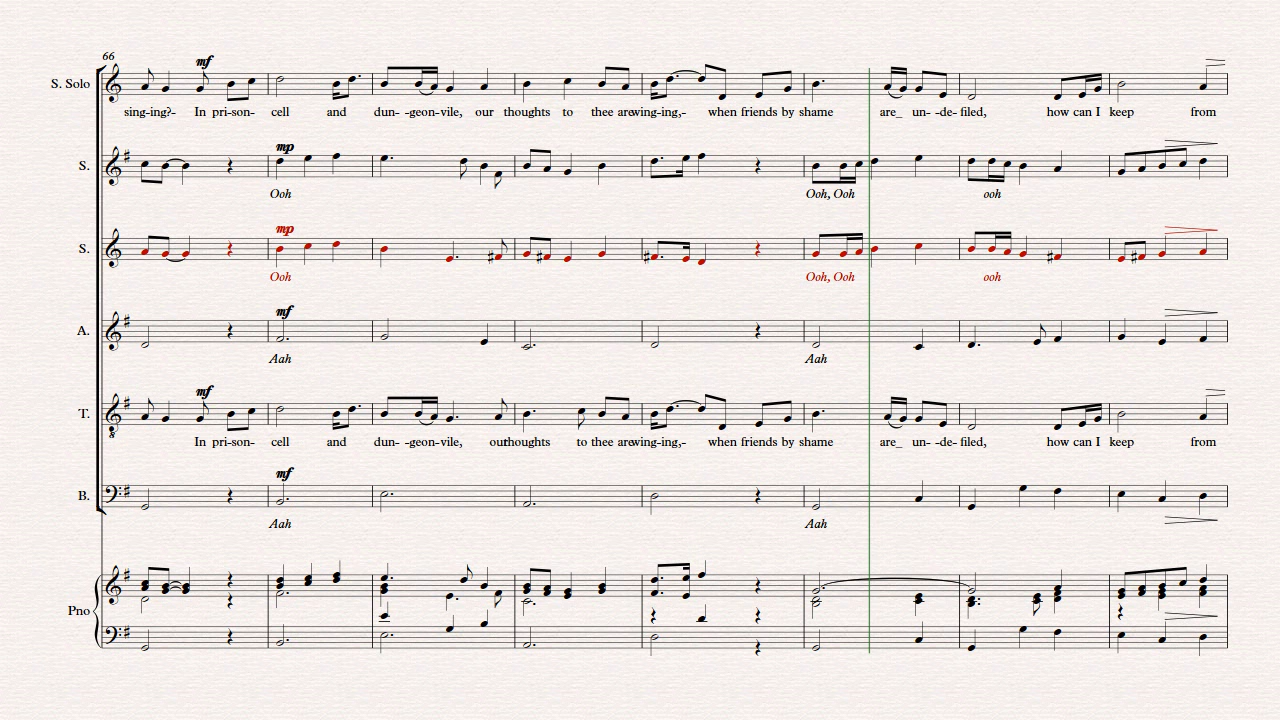 66
mf
S. Solo
sing-ing?- In pri-son- cell and dun- -geon-vile, our thoughts to thee are wing-ing,- when friends by shame are_ un- -de-filed, how can I keep from
mp
S.
Ooh Ooh, Ooh ooh
mp
S.
Ooh Ooh, Ooh ooh
mf
A.
Aah Aah
mf
T.
8
In pri-son- cell and dun- -geon-vile, our thoughts to thee are wing-ing,- when friends by shame are_ un- -de-filed, how can I keep from
mf
B.
Aah Aah
Pno